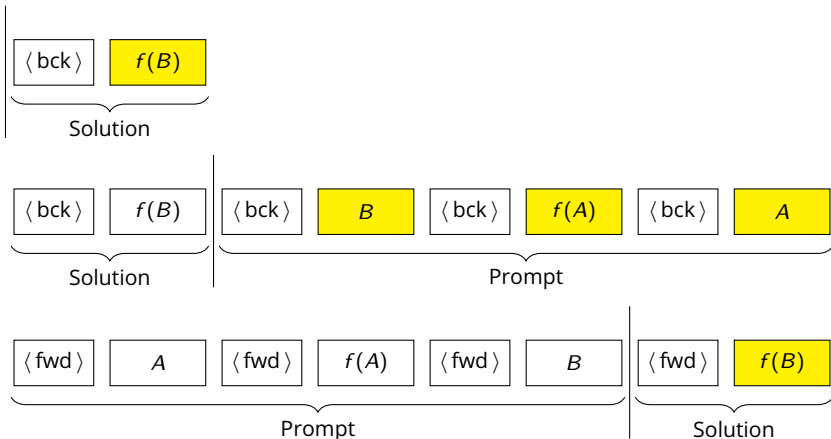 ⟨bck⟩ f(B)
Solution
⟨bck⟩ f(B) ⟨bck⟩ B ⟨bck⟩ f(A) ⟨bck⟩ A
Solution Prompt
⟨fwd⟩ A ⟨fwd⟩ f(A) ⟨fwd⟩ B ⟨fwd⟩ f(B)
Prompt Solution